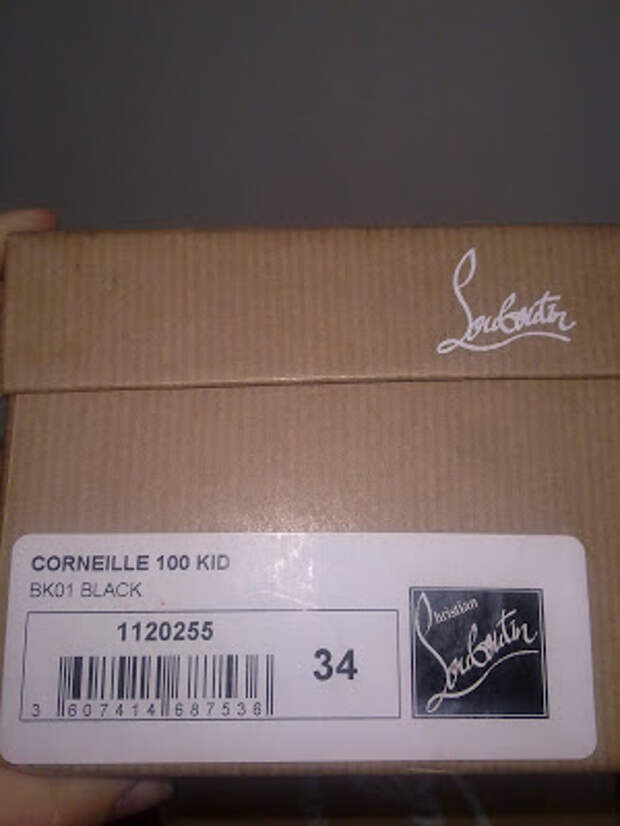 Louboutin
CORNEILLE 100 KID
BK01 BLACK
1120255
34
3 607414 687536
Christian
Louboutin